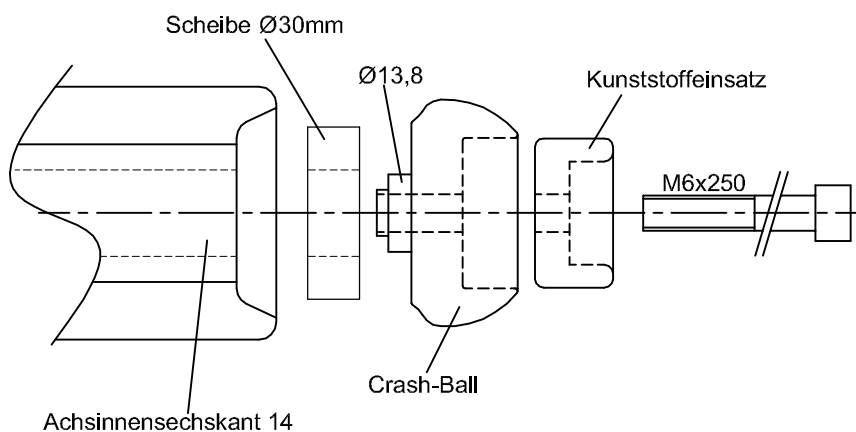 Scheibe Ø30mm
Ø13,8
Kunststoffeinsatz
M6x250
Crash-Ball
Achsinnensechskant 14